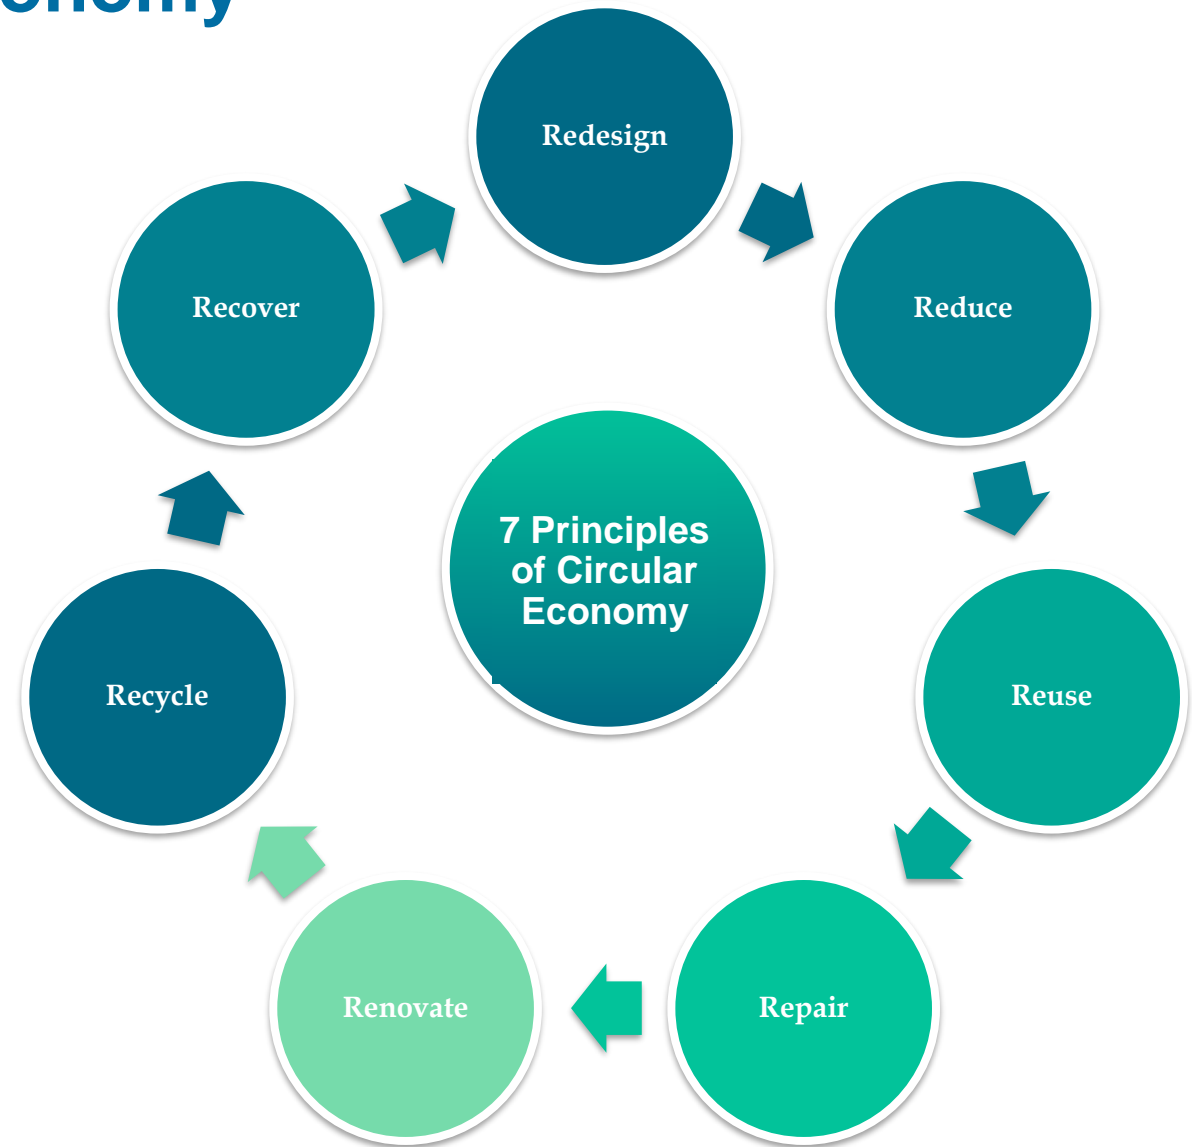 Redesign
Reduce
Reuse
Repair
Renovate
Recycle
Recover
7 Principles
of Circular
Economy